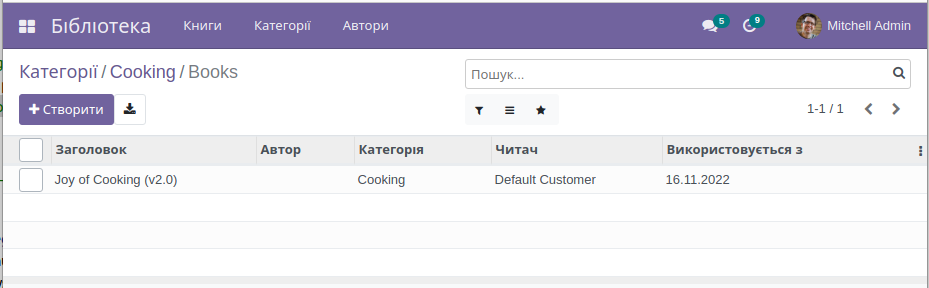 Бібліотека Книги Категорії Автори 5 9 Mitchell Admin
Категорії / Cooking / Books
Пошук...
+ Створити
1-1 / 1
Заголовок Автор Категорія Читач Використовується з
Joy of Cooking (v2.0) Cooking Default Customer 16.11.2022